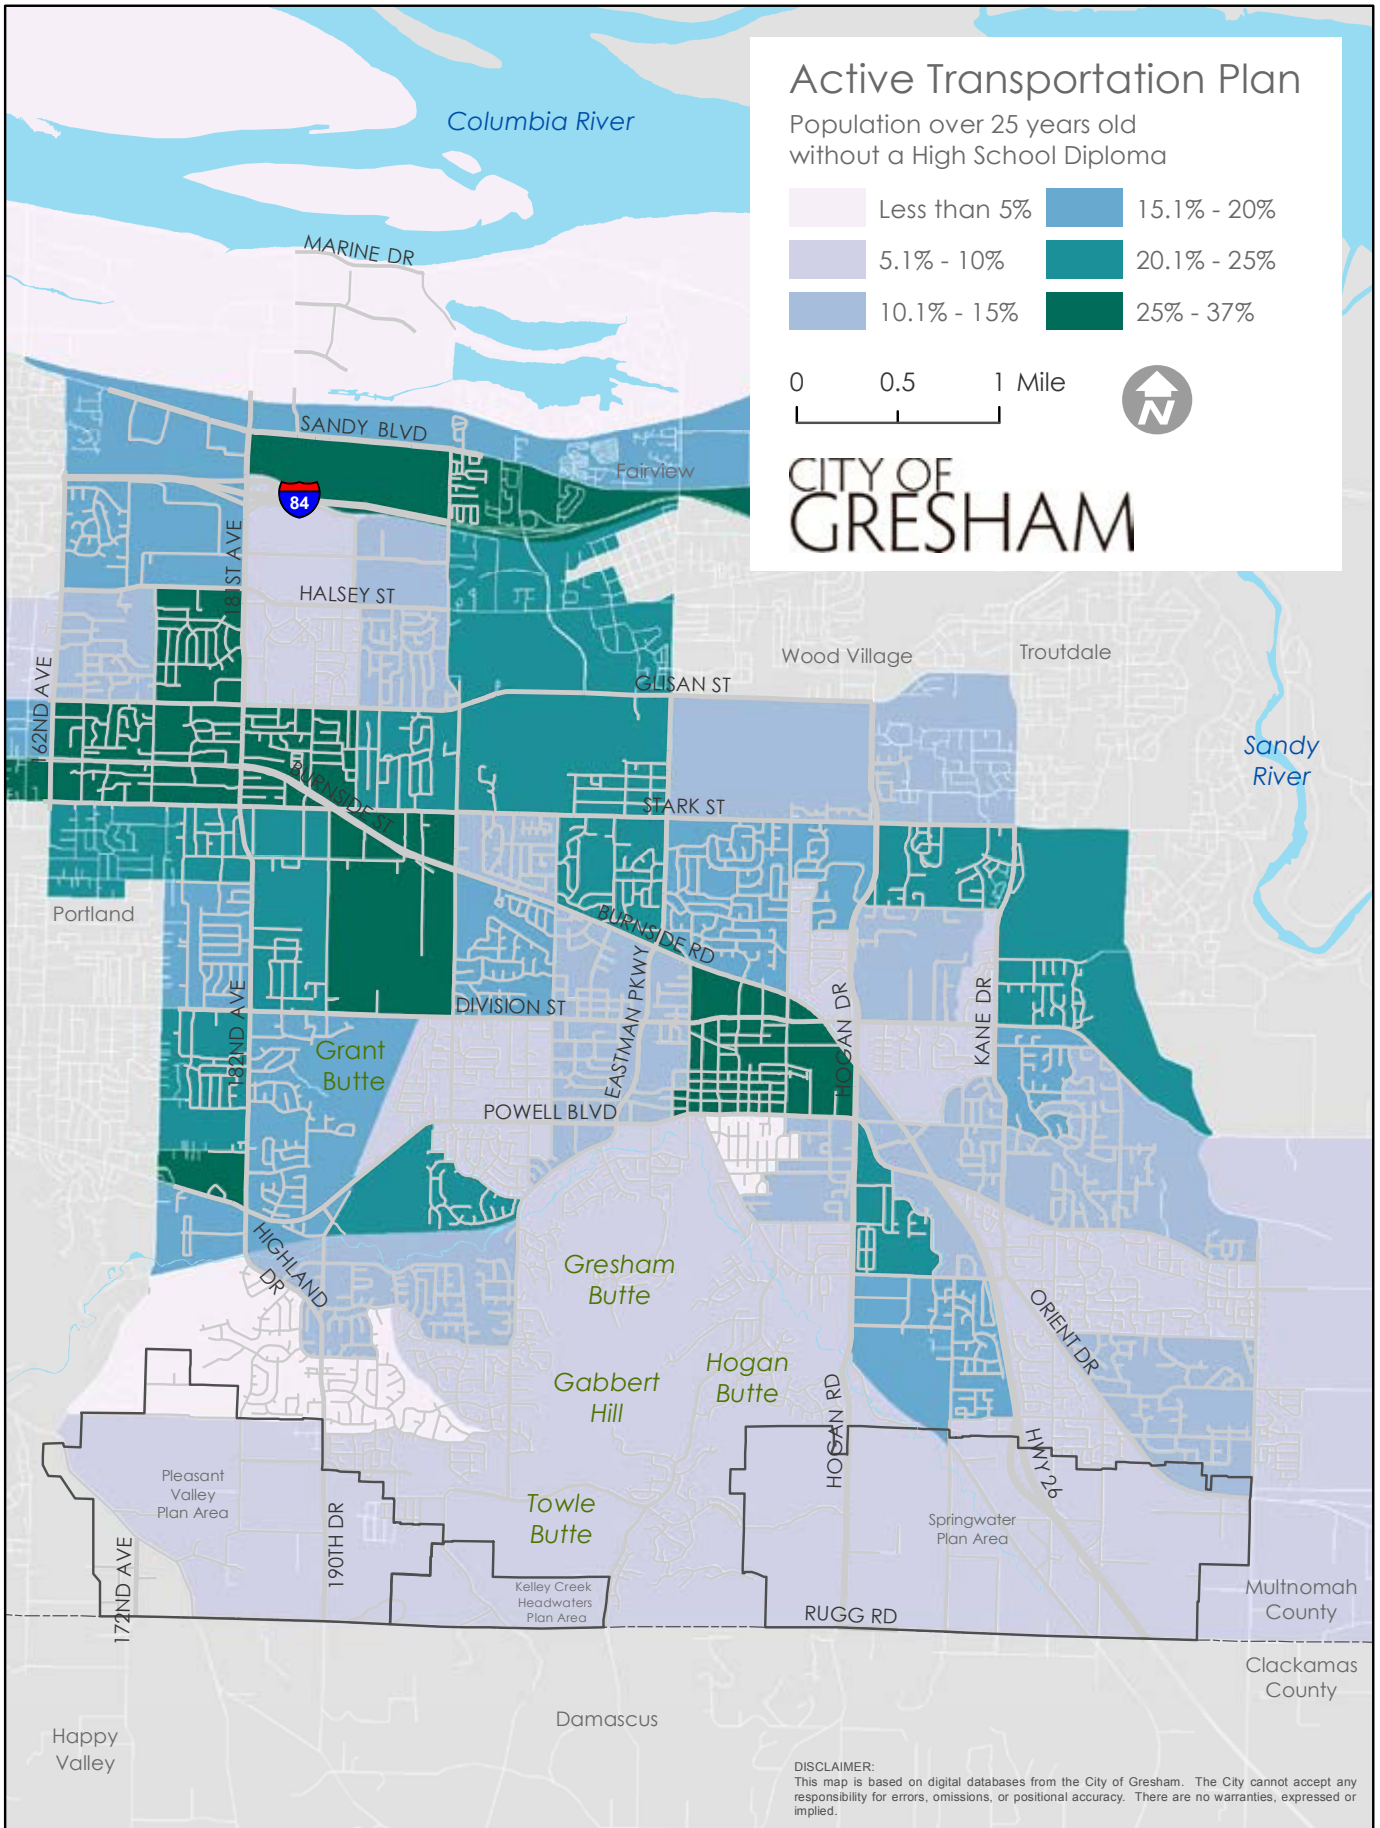 Active Transportation Plan
Population over 25 years old
without a High School Diploma
Less than 5%
15.1% - 20%
5.1% - 10%
20.1% - 25%
10.1% - 15%
25% - 37%
0 0.5 1 Mile
N
CITY OF
GRESHAM
Columbia River
MARINE DR
SANDY BLVD
Fairview
84
181ST AVE
HALSEY ST
Wood Village
Troutdale
162ND AVE
GLISAN ST
Sandy
River
BURNSIDE ST
STARK ST
Portland
BURNSIDE RD
EASTMAN PKWY
DIVISION ST
182ND AVE
HOGAN DR
KANE DR
Grant
Butte
POWELL BLVD
HIGHLAND
DR
Gresham
Butte
ORIENT DR
Hogan
Butte
Gabbert
Hill
HOGAN RD
HWY 26
Pleasant
Valley
Plan Area
Towle
Butte
Springwater
Plan Area
190TH DR
172ND AVE
Kelley Creek
Headwaters
Plan Area
RUGG RD
Multnomah
County
Clackamas
County
Damascus
Happy
Valley
DISCLAIMER:
This map is based on digital databases from the City of Gresham. The City cannot accept any
responsibility for errors, omissions, or positional accuracy. There are no warranties, expressed or
implied.